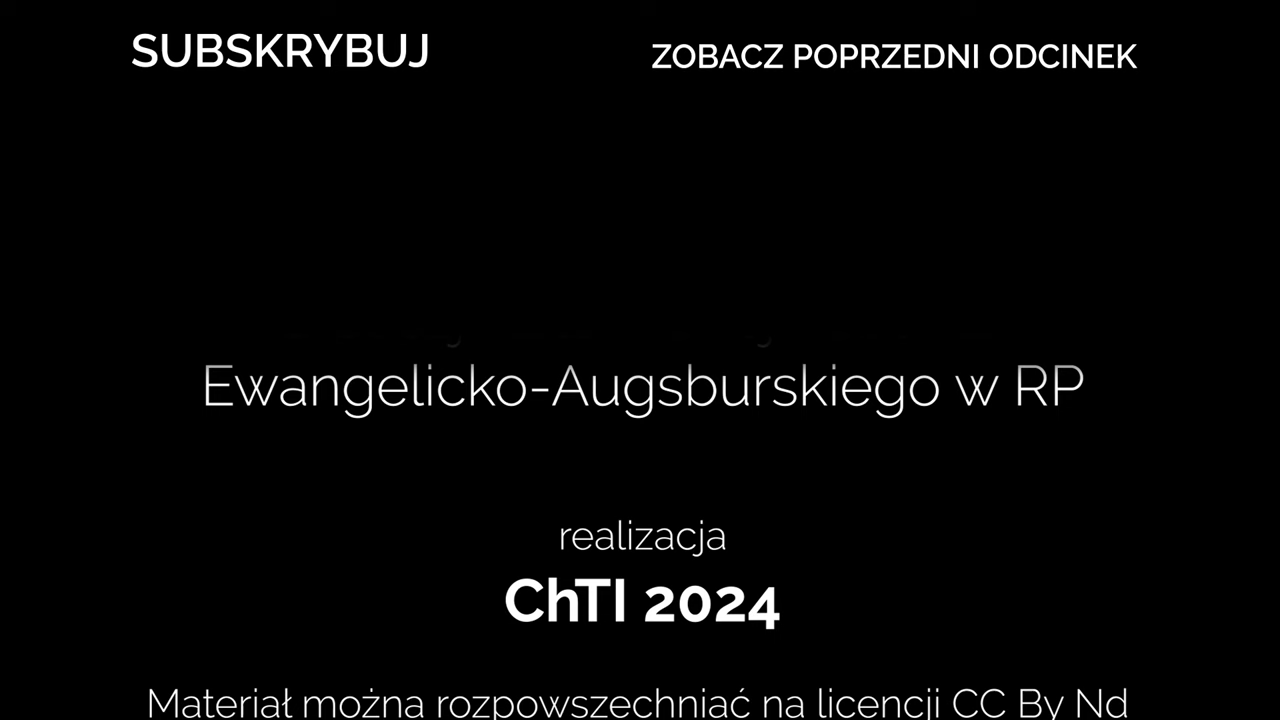 SUBSKRYBUJ
ZOBACZ POPRZEDNI ODCINEK
Ewangelicko-Augsburskiego w RP
realizacja
ChTI 2024
Materiał można rozpowszechniać na licencji CC By Nd